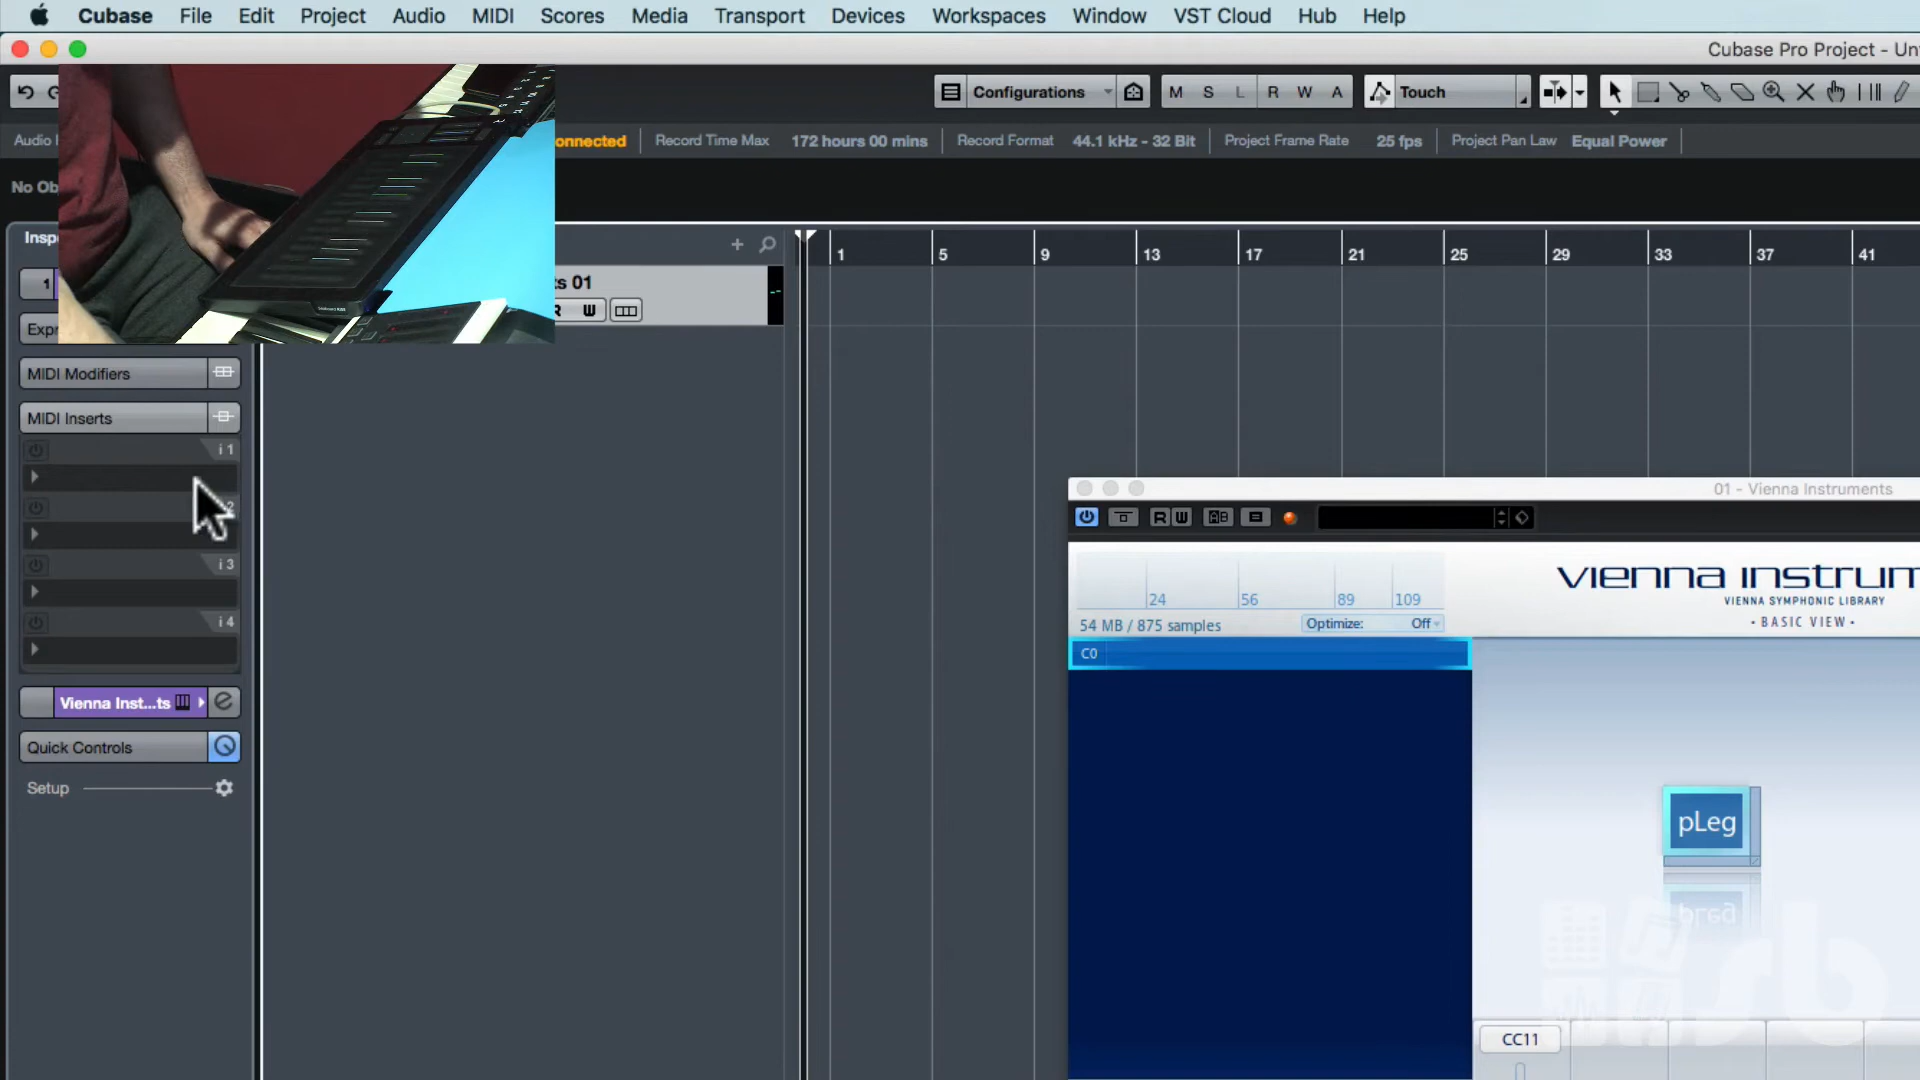 Cubase File Edit Project Audio MIDI Scores Media Transport Devices Workspaces Window VST Cloud Hub Help
Cubase Pro Project -
Configurations M S L R W A Touch
Audio
onnected Record Time Max 172 hours 00 mins Record Format 44.1 kHz - 32 Bit Project Frame Rate 25 fps Project Pan Law Equal Power
No Ob
Insp
1 5 9 13 17 21 25 29 33 37 41
1
ts 01
R W
Exp
MIDI Modifiers
MIDI Inserts
i 1
2
i 3
i 4
Vienna Inst...ts
Quick Controls
Setup
01 - Vienna Instruments
R W AB
vienna instrum
VIENNA SYMPHONIC LIBRARY
• BASIC VIEW •
24 56 89 109
54 MB / 875 samples Optimize: Off
C0
pLeg
CC11
sb